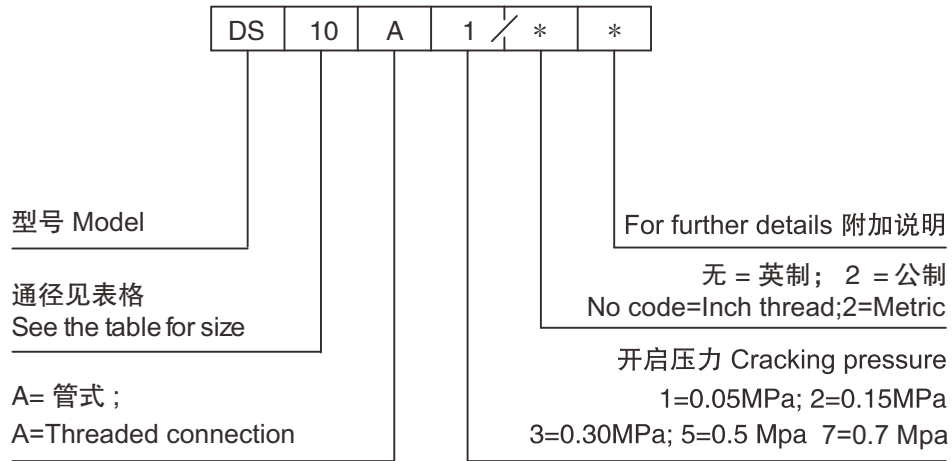 DS 10 A 1 / * *
型号 Model
通径见表格
See the table for size
A= 管式 ;
A=Threaded connection
For further details 附加说明
无 = 英制； 2 = 公制
No code=Inch thread;2=Metric
开启压力 Cracking pressure
1=0.05MPa; 2=0.15MPa
3=0.30MPa; 5=0.5 Mpa 7=0.7 Mpa